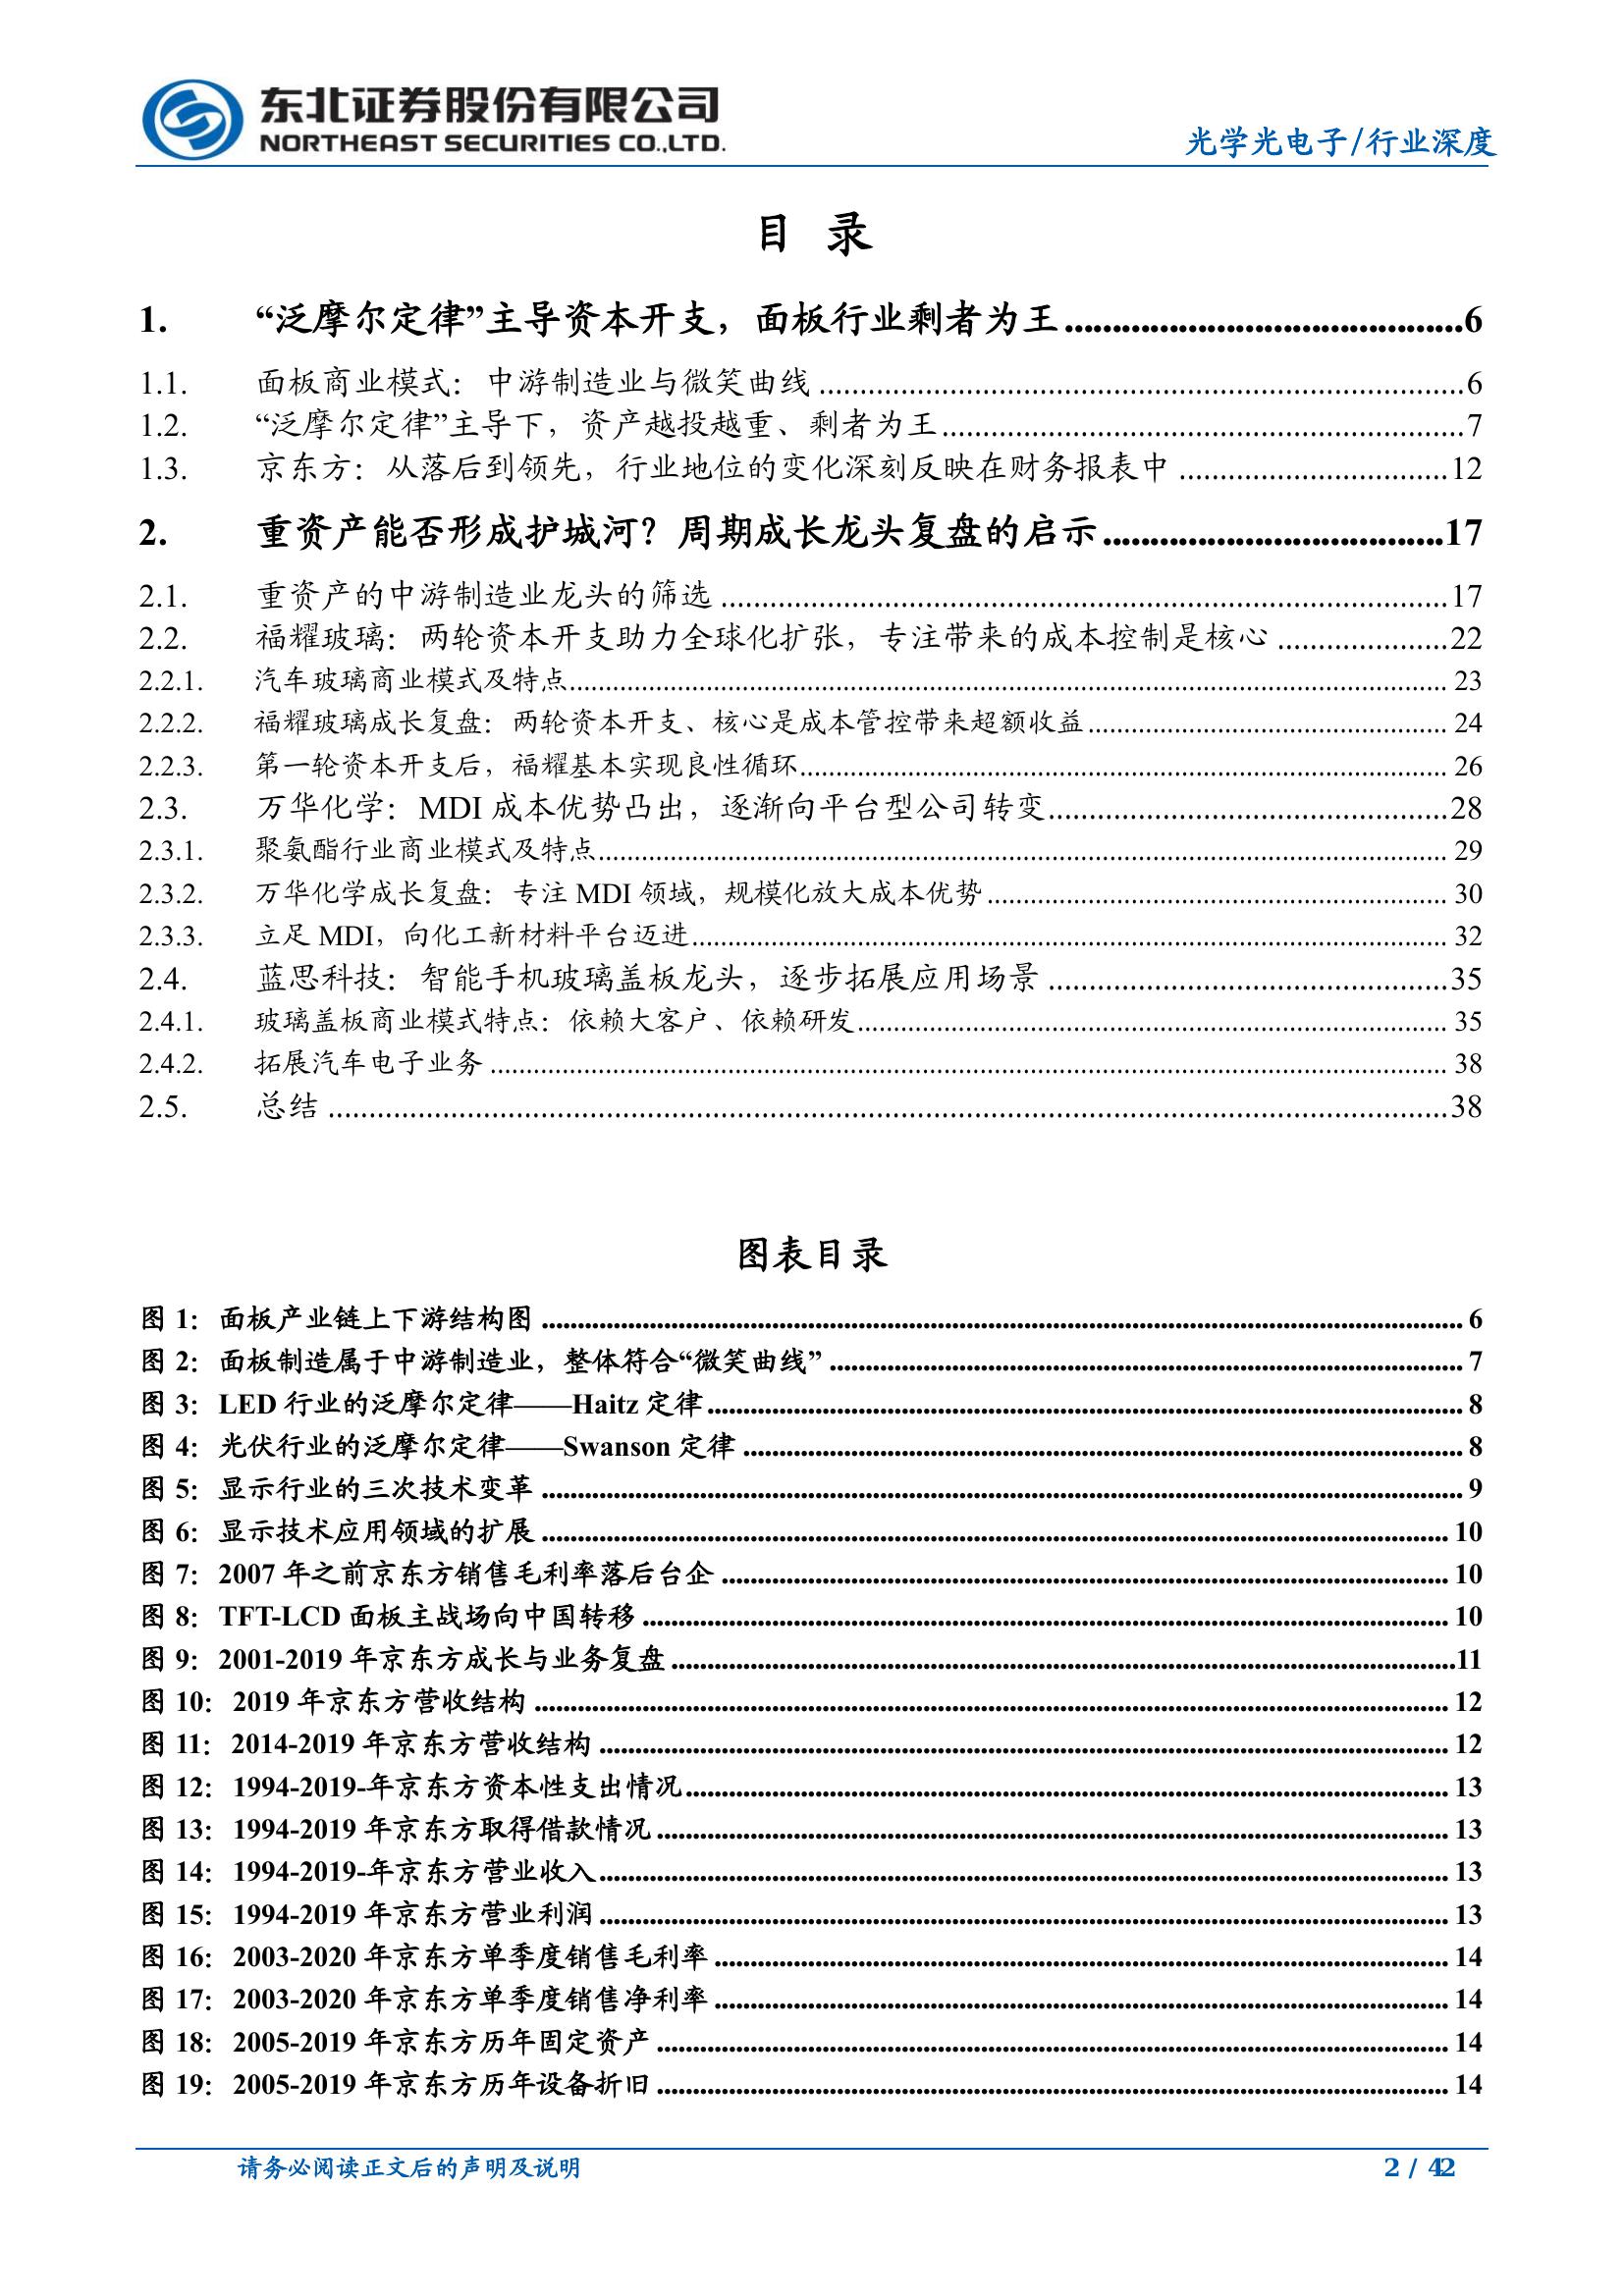 东北证券股份有限公司
NORTHEAST SECURITIES CO.,LTD.
光学光电子/行业深度
目 录
1. “泛摩尔定律”主导资本开支，面板行业剩者为王......................................6
1.1. 面板商业模式：中游制造业与微笑曲线......................................6
1.2. “泛摩尔定律”主导下，资产越投越重、剩者为王......................................7
1.3. 京东方：从落后到领先，行业地位的变化深刻反映在财务报表中......................................12
2. 重资产能否形成护城河？周期成长龙头复盘的启示......................................17
2.1. 重资产的中游制造业龙头的筛选......................................17
2.2. 福耀玻璃：两轮资本开支助力全球化扩张，专注带来的成本控制是核心......................................22
2.2.1. 汽车玻璃商业模式及特点......................................23
2.2.2. 福耀玻璃成长复盘：两轮资本开支、核心是成本管控带来超额收益......................................24
2.2.3. 第一轮资本开支后，福耀基本实现良性循环......................................26
2.3. 万华化学：MDI 成本优势凸出，逐渐向平台型公司转变......................................28
2.3.1. 聚氨酯行业商业模式及特点......................................29
2.3.2. 万华化学成长复盘：专注 MDI 领域，规模化放大成本优势......................................30
2.3.3. 立足 MDI，向化工新材料平台迈进......................................32
2.4. 蓝思科技：智能手机玻璃盖板龙头，逐步拓展应用场景......................................35
2.4.1. 玻璃盖板商业模式特点：依赖大客户、依赖研发......................................35
2.4.2. 拓展汽车电子业务......................................38
2.5. 总结......................................38
图表目录
图 1：面板产业链上下游结构图......................................6
图 2：面板制造属于中游制造业，整体符合“微笑曲线”......................................7
图 3：LED 行业的泛摩尔定律——Haitz 定律......................................8
图 4：光伏行业的泛摩尔定律——Swanson 定律......................................8
图 5：显示行业的三次技术变革......................................9
图 6：显示技术应用领域的扩展......................................10
图 7：2007 年之前京东方销售毛利率落后台企......................................10
图 8：TFT-LCD 面板主战场向中国转移......................................10
图 9：2001-2019 年京东方成长与业务复盘......................................11
图 10：2019 年京东方营收结构......................................12
图 11：2014-2019 年京东方营收结构......................................12
图 12：1994-2019-年京东方资本性支出情况......................................13
图 13：1994-2019 年京东方取得借款情况......................................13
图 14：1994-2019-年京东方营业收入......................................13
图 15：1994-2019 年京东方营业利润......................................13
图 16：2003-2020 年京东方单季度销售毛利率......................................14
图 17：2003-2020 年京东方单季度销售净利率......................................14
图 18：2005-2019 年京东方历年固定资产......................................14
图 19：2005-2019 年京东方历年设备折旧......................................14
请务必阅读正文后的声明及说明
2 / 42